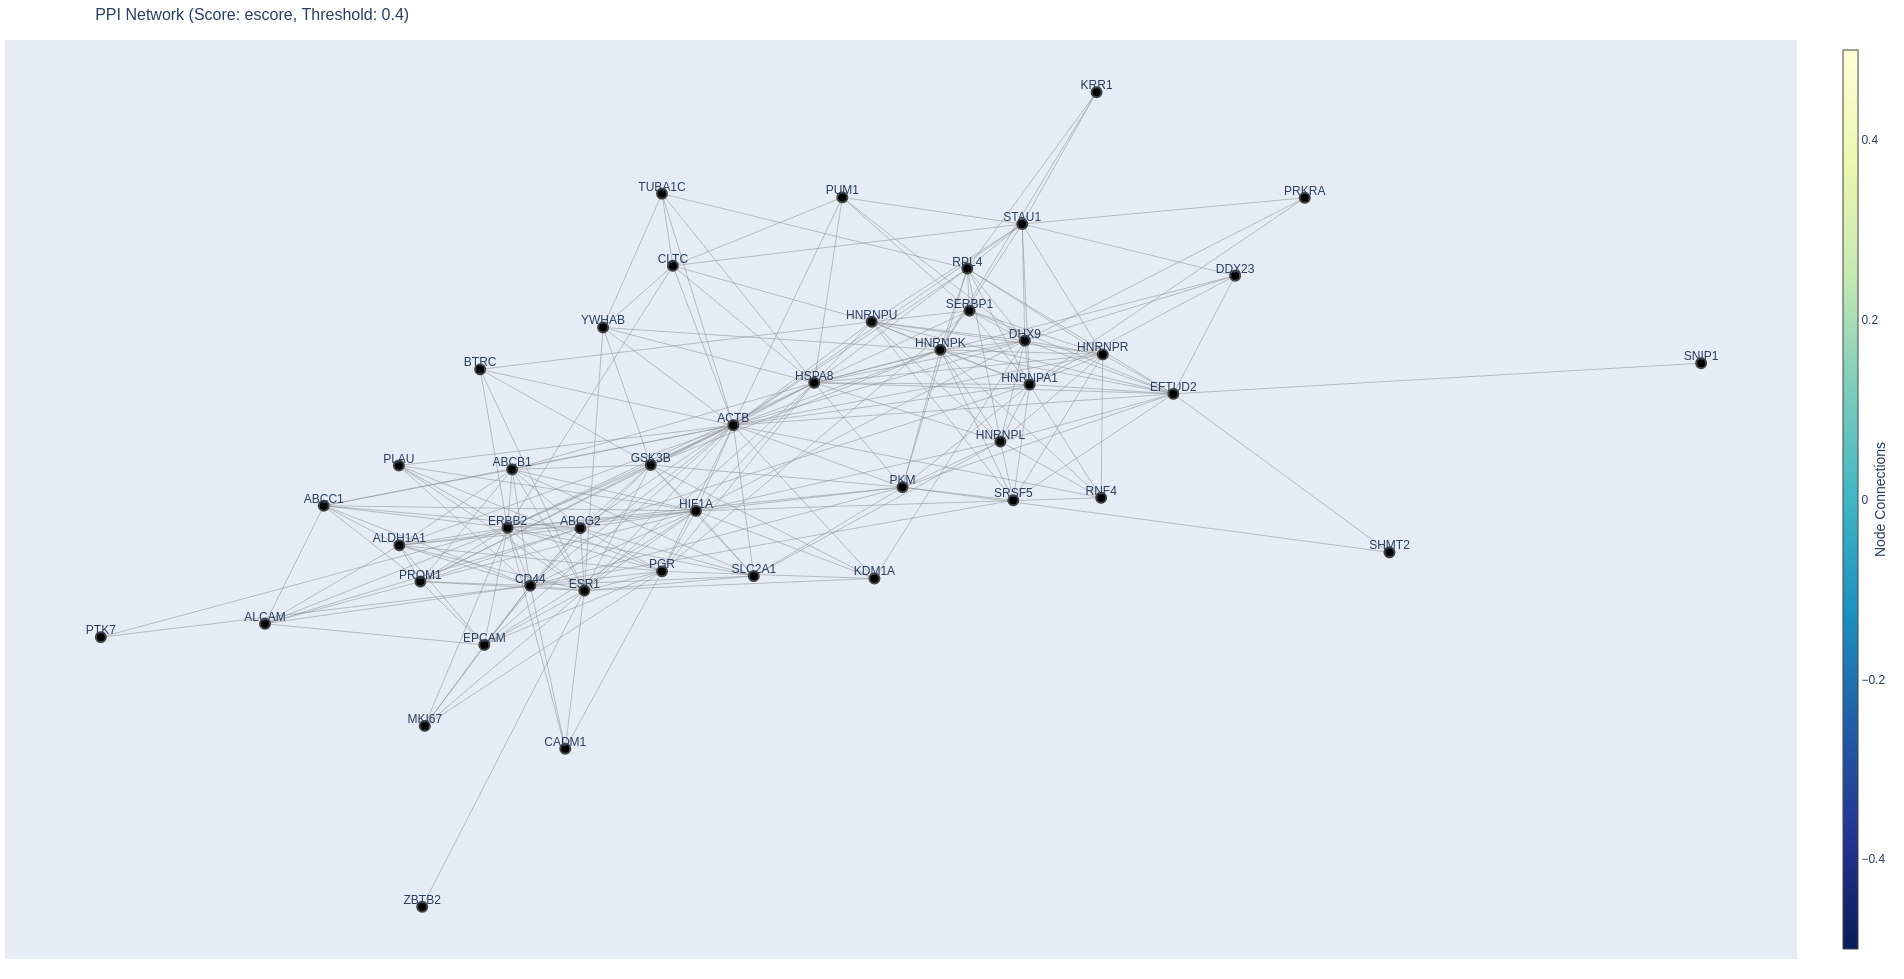 PPI Network (Score: escore, Threshold: 0.4)
KRR1
TUBA1C
PUM1
PRKRA
STAU1
CLTC
RPL4
DDX23
SERBP1
HNRNPU
YWHAB
DHX9
HNRNPK
HNRNPR
SNIP1
BTRC
HSPA8
HNRNPA1
EFTUD2
ACTB
HNRNPL
PLAU
ABCB1
GSK3B
PKM
SRSF5
RNF4
ABCC1
HIF1A
ERBB2
ABCG2
ALDH1A1
SHMT2
PROM1
CD44
ESR1
PGR
SLC2A1
KDM1A
ALCAM
PTK7
EPCAM
MKI67
CADM1
ZBTB2
0.4
0.2
0
−0.2
−0.4
Node Connections